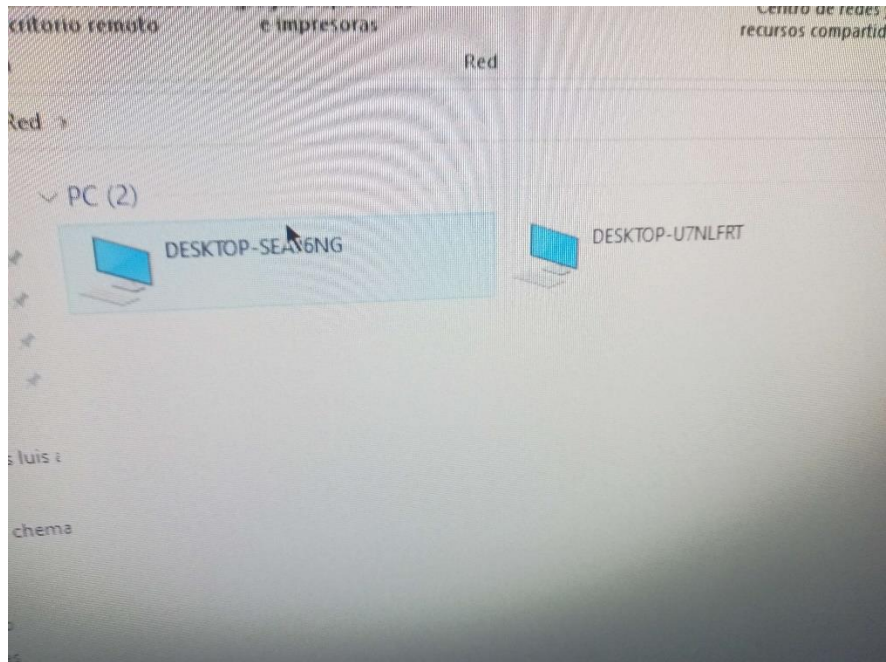 critorio remoto
e impresoras
Centro de redes
recursos compartid
Red
Red
PC (2)
DESKTOP-U7NLFRT
luis
chema